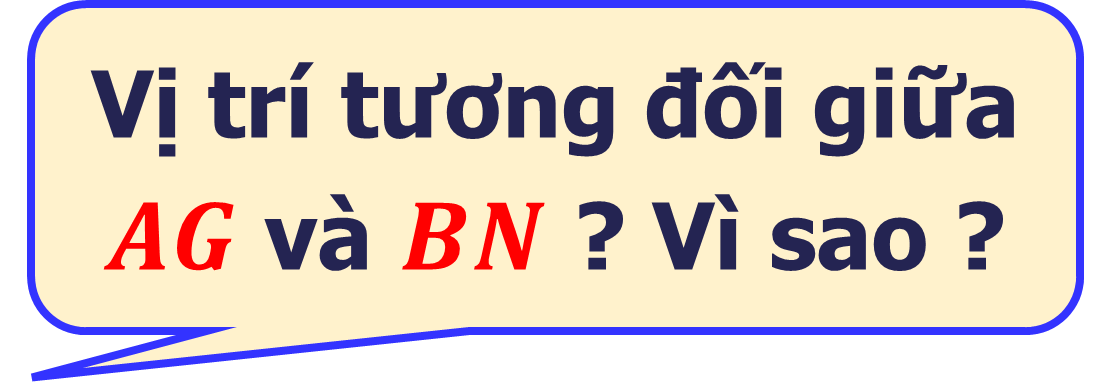 Vị trí tương đối giữa
AG và BN ? Vì sao ?